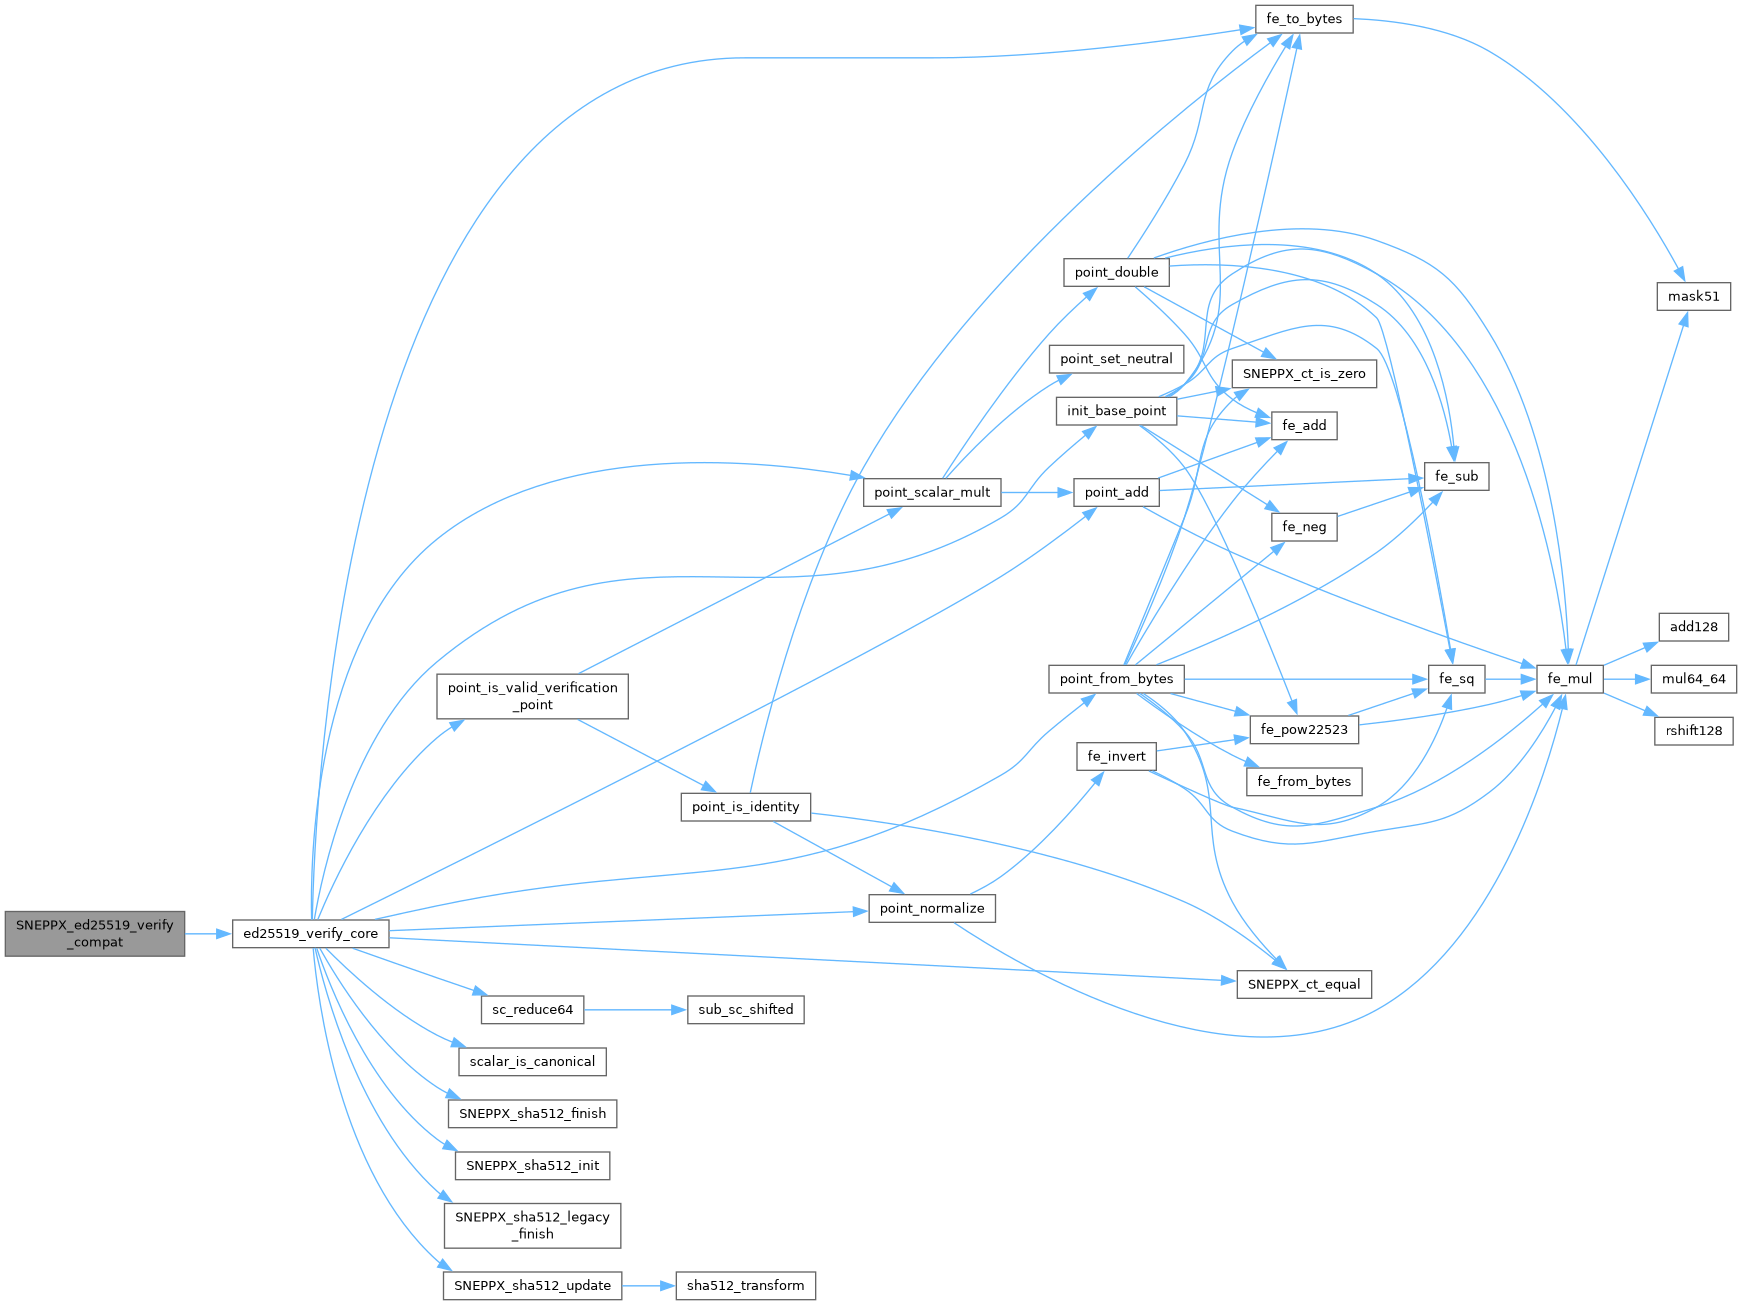 fe_to_bytes
point_double
mask51
point_set_neutral
SNEPPX_ct_is_zero
init_base_point
fe_add
fe_sub
point_scalar_mult
point_add
fe_neg
add128
point_is_valid_verification
_point
point_from_bytes
fe_sq
fe_mul
mul64_64
fe_pow22523
rshift128
fe_invert
fe_from_bytes
point_is_identity
point_normalize
SNEPPX_ed25519_verify
_compat
ed25519_verify_core
SNEPPX_ct_equal
sc_reduce64
sub_sc_shifted
scalar_is_canonical
SNEPPX_sha512_finish
SNEPPX_sha512_init
SNEPPX_sha512_legacy
_finish
SNEPPX_sha512_update
sha512_transform